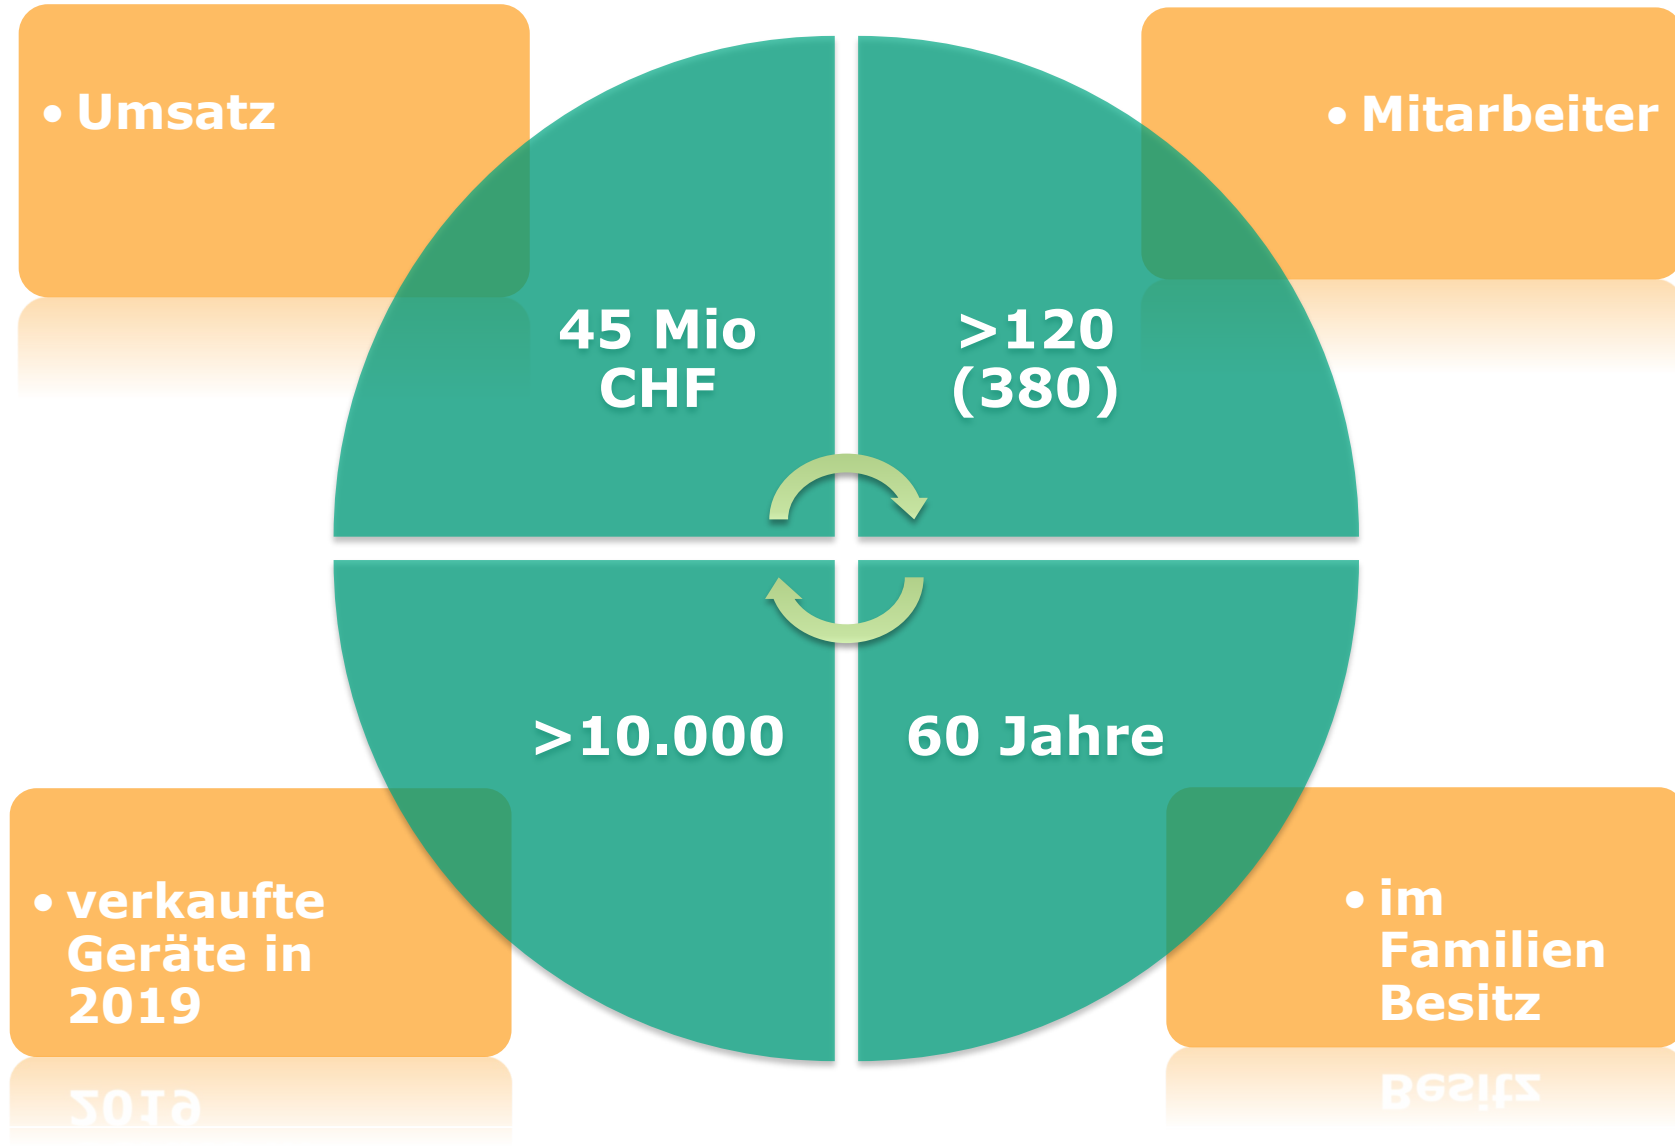 • Umsatz
• Mitarbeiter
45 Mio
CHF
>120
(380)
>10.000
60 Jahre
• verkaufte
Geräte in
2019
• im
Familien
Besitz